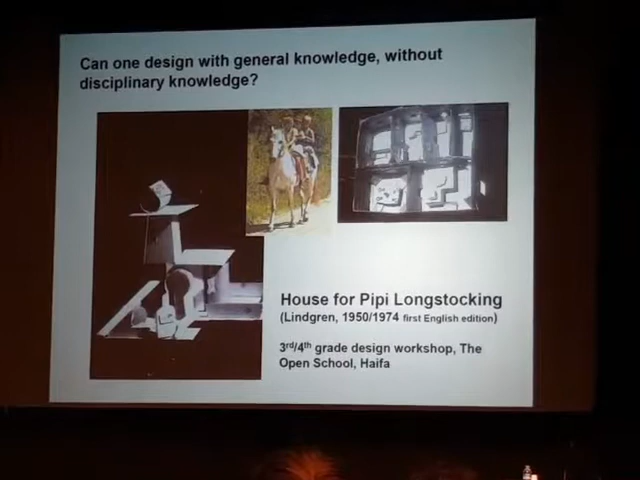 Can one design with general knowledge, without
disciplinary knowledge?
House for Pipi Longstocking
(Lindgren, 1950/1974 first English edition)
3rd/4th grade design workshop, The
Open School, Haifa